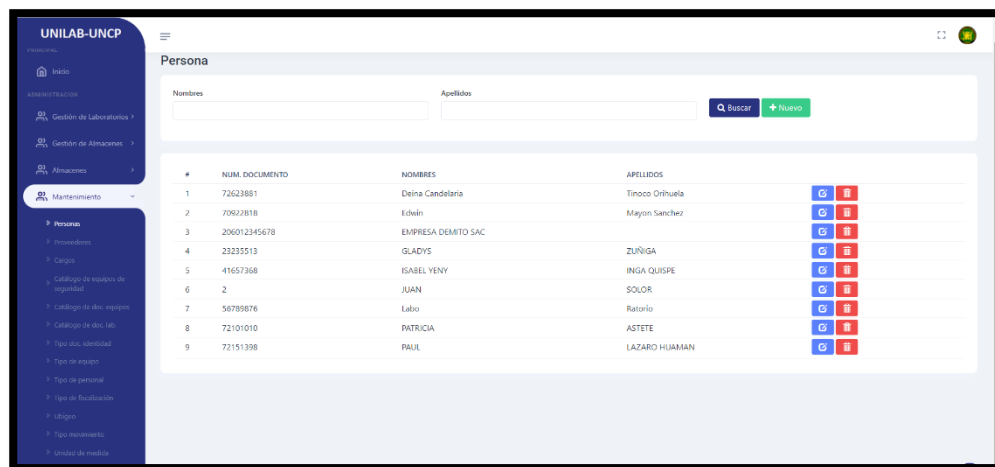 UNILAB-UNCP
PRINCIPAL
Inicio
ADMINISTRACION
Gestión de Laboratorios
Gestión de Almacenes
Almacenes
Mantenimiento
Personas
Proveedores
Cargos
Catálogo de equipos de
seguridad
Catálogo de doc. equipos
Catálogo de doc. lab.
Tipo doc. identidad
Tipo de equipo
Tipo de personal
Tipo de fiscalización
Ubigeo
Tipo movimiento
Unidad de medida
Persona
Nombres Apellidos
Buscar + Nuevo
# NUM. DOCUMENTO NOMBRES APELLIDOS
1 72623881 Deina Candelaria Tinoco Orihuela
2 70922818 Edwin Mayon Sanchez
3 206012345678 EMPRESA DEMITO SAC
4 23235513 GLADYS ZUÑIGA
5 41657368 ISABEL YENY INGA QUISPE
6 2 JUAN SOLOR
7 56789876 Labo Ratorio
8 72101010 PATRICIA ASTETE
9 72151398 PAUL LAZARO HUAMAN